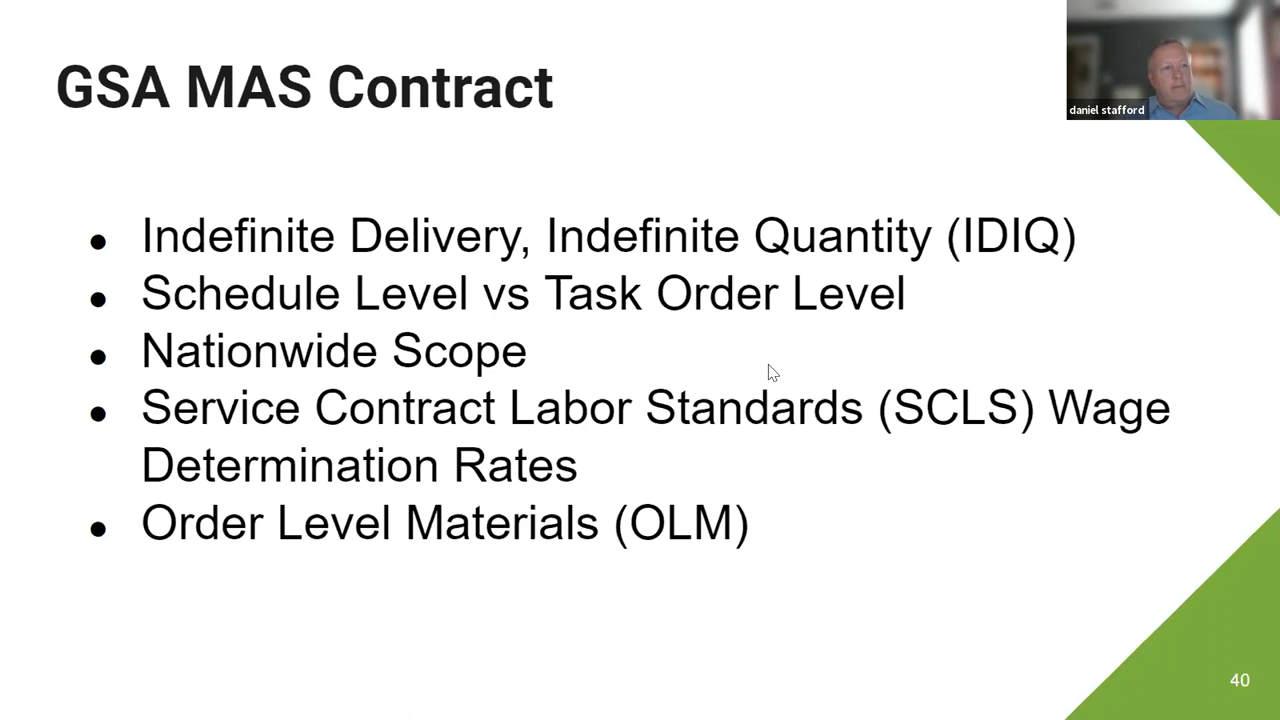 GSA MAS Contract
daniel stafford
● Indefinite Delivery, Indefinite Quantity (IDIQ)
● Schedule Level vs Task Order Level
● Nationwide Scope
● Service Contract Labor Standards (SCLS) Wage
Determination Rates
● Order Level Materials (OLM)
40